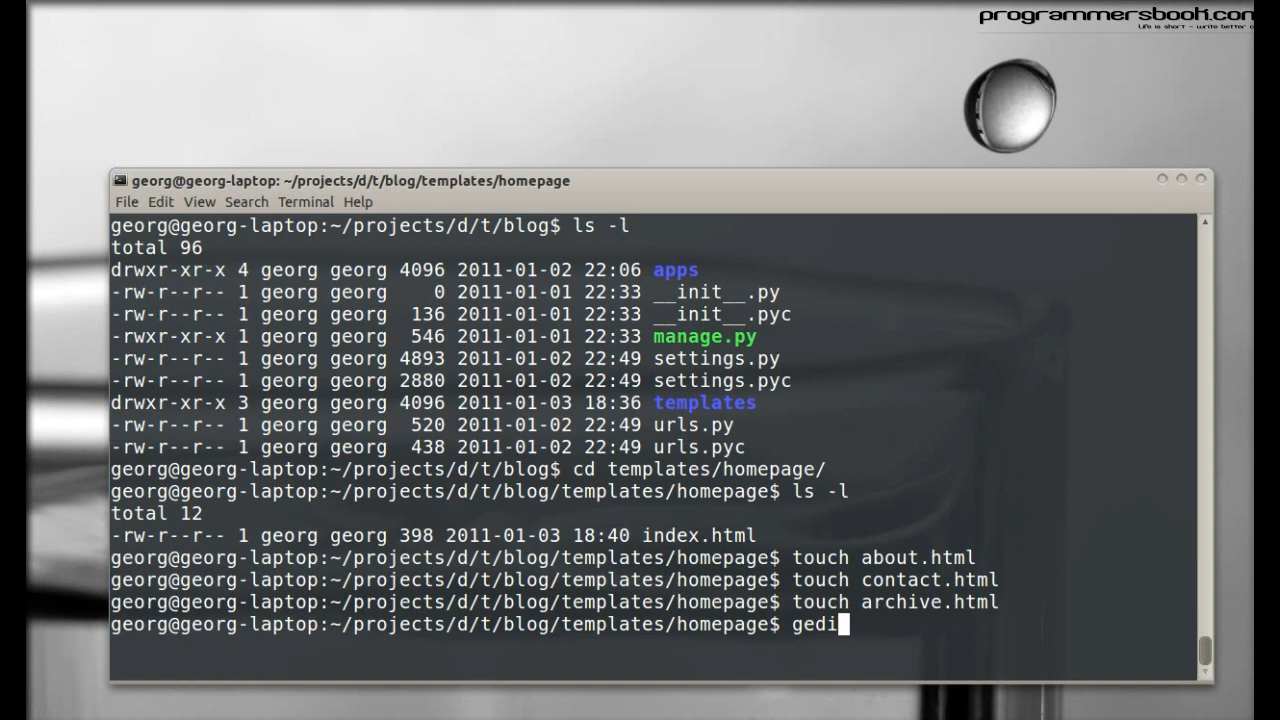 programmersbook.com
Life is short - write better c
georg@georg-laptop: ~/projects/d/t/blog/templates/homepage
File Edit View Search Terminal Help
georg@georg-laptop:~/projects/d/t/blog$ ls -l
total 96
drwxr-xr-x 4 georg georg 4096 2011-01-02 22:06 apps
-rw-r--r-- 1 georg georg    0 2011-01-01 22:33 __init__.py
-rw-r--r-- 1 georg georg  136 2011-01-01 22:33 __init__.pyc
-rwxr-xr-x 1 georg georg  546 2011-01-01 22:33 manage.py
-rw-r--r-- 1 georg georg 4893 2011-01-02 22:49 settings.py
-rw-r--r-- 1 georg georg 2880 2011-01-02 22:49 settings.pyc
drwxr-xr-x 3 georg georg 4096 2011-01-03 18:36 templates
-rw-r--r-- 1 georg georg  520 2011-01-02 22:49 urls.py
-rw-r--r-- 1 georg georg  438 2011-01-02 22:49 urls.pyc
georg@georg-laptop:~/projects/d/t/blog$ cd templates/homepage/
georg@georg-laptop:~/projects/d/t/blog/templates/homepage$ ls -l
total 12
-rw-r--r-- 1 georg georg 398 2011-01-03 18:40 index.html
georg@georg-laptop:~/projects/d/t/blog/templates/homepage$ touch about.html
georg@georg-laptop:~/projects/d/t/blog/templates/homepage$ touch contact.html
georg@georg-laptop:~/projects/d/t/blog/templates/homepage$ touch archive.html
georg@georg-laptop:~/projects/d/t/blog/templates/homepage$ gedi